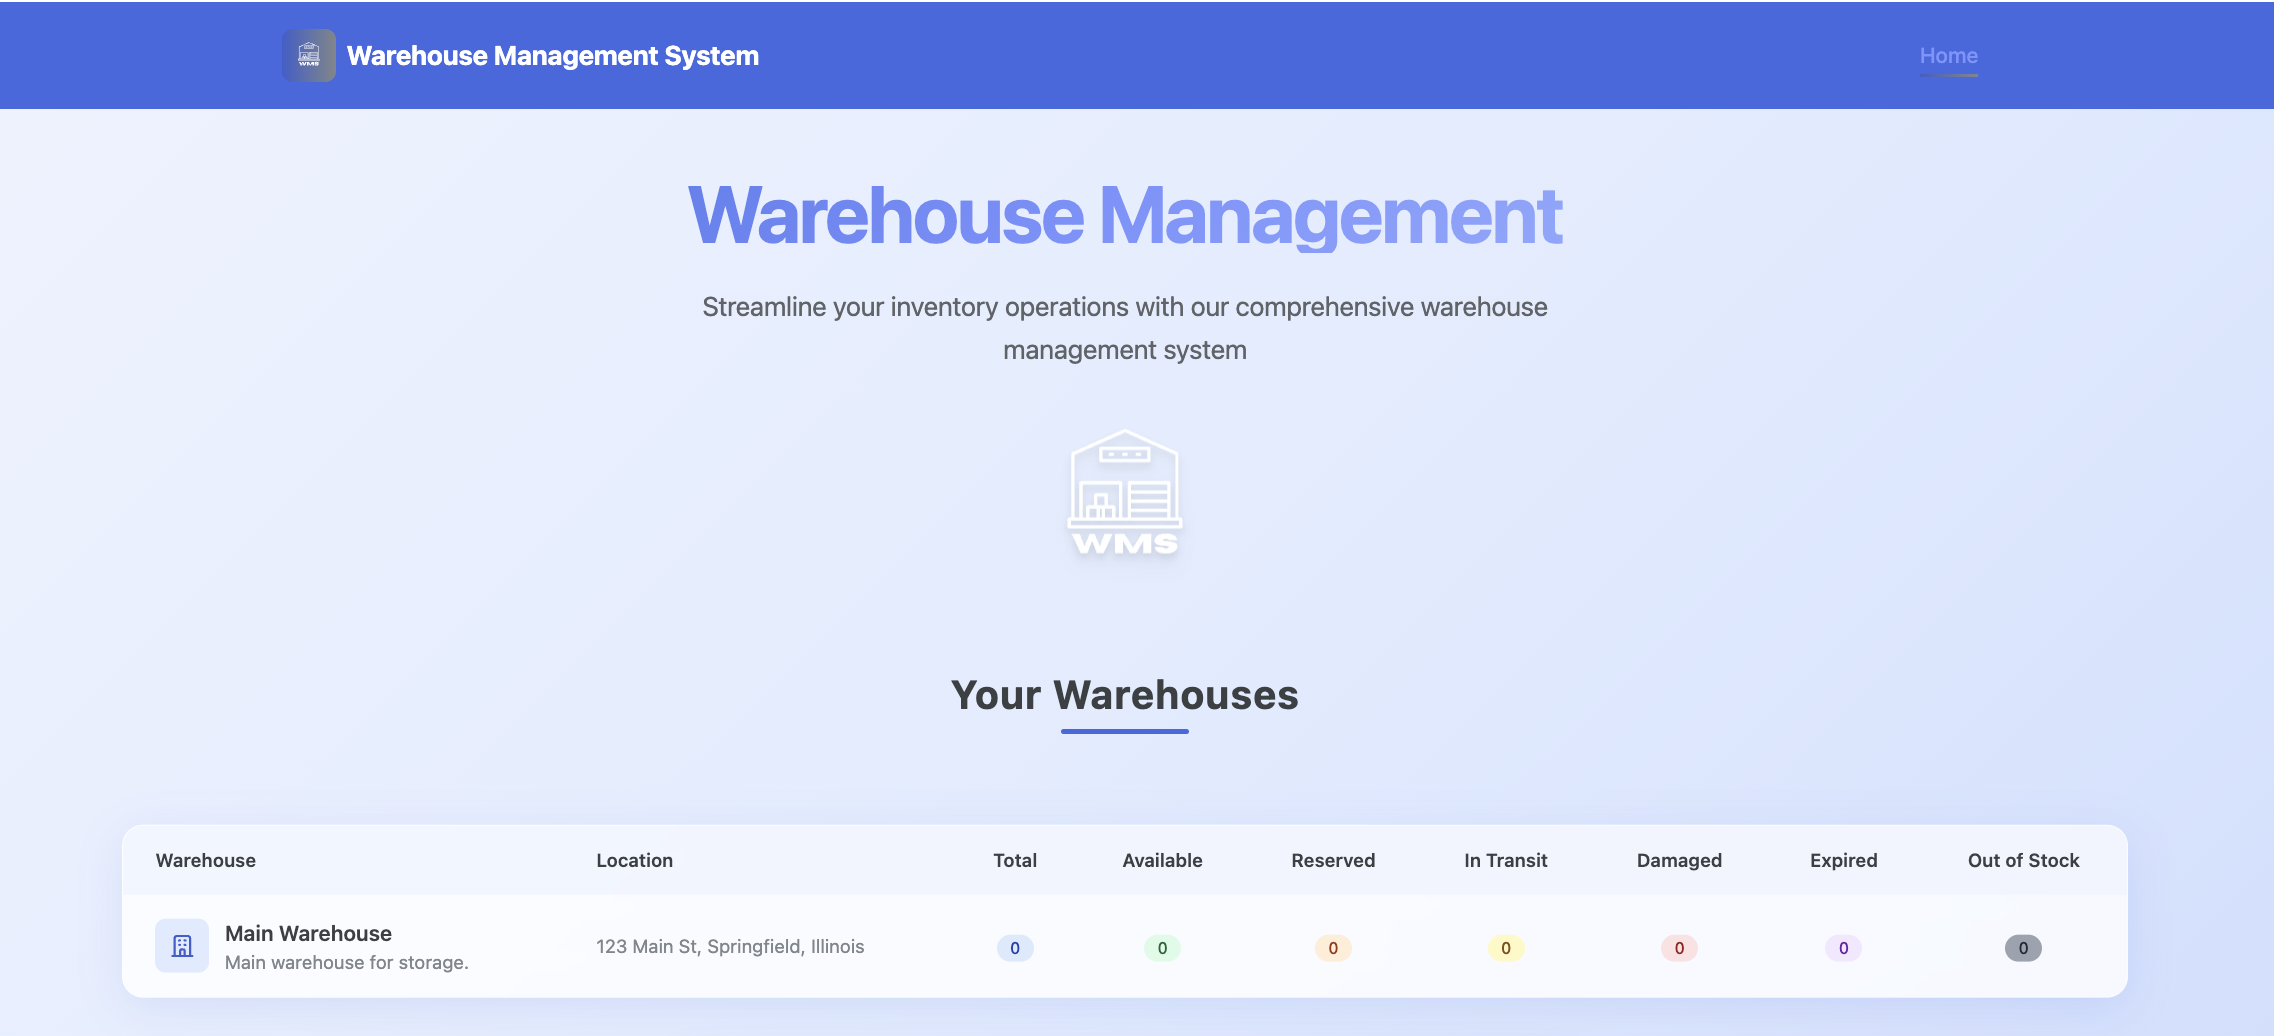 WMS
Warehouse Management System
Home
Warehouse Management
Streamline your inventory operations with our comprehensive warehouse
management system
WMS
Your Warehouses
Warehouse Location Total Available Reserved In Transit Damaged Expired Out of Stock
Main Warehouse
Main warehouse for storage.
123 Main St, Springfield, Illinois
0 0 0 0 0 0 0